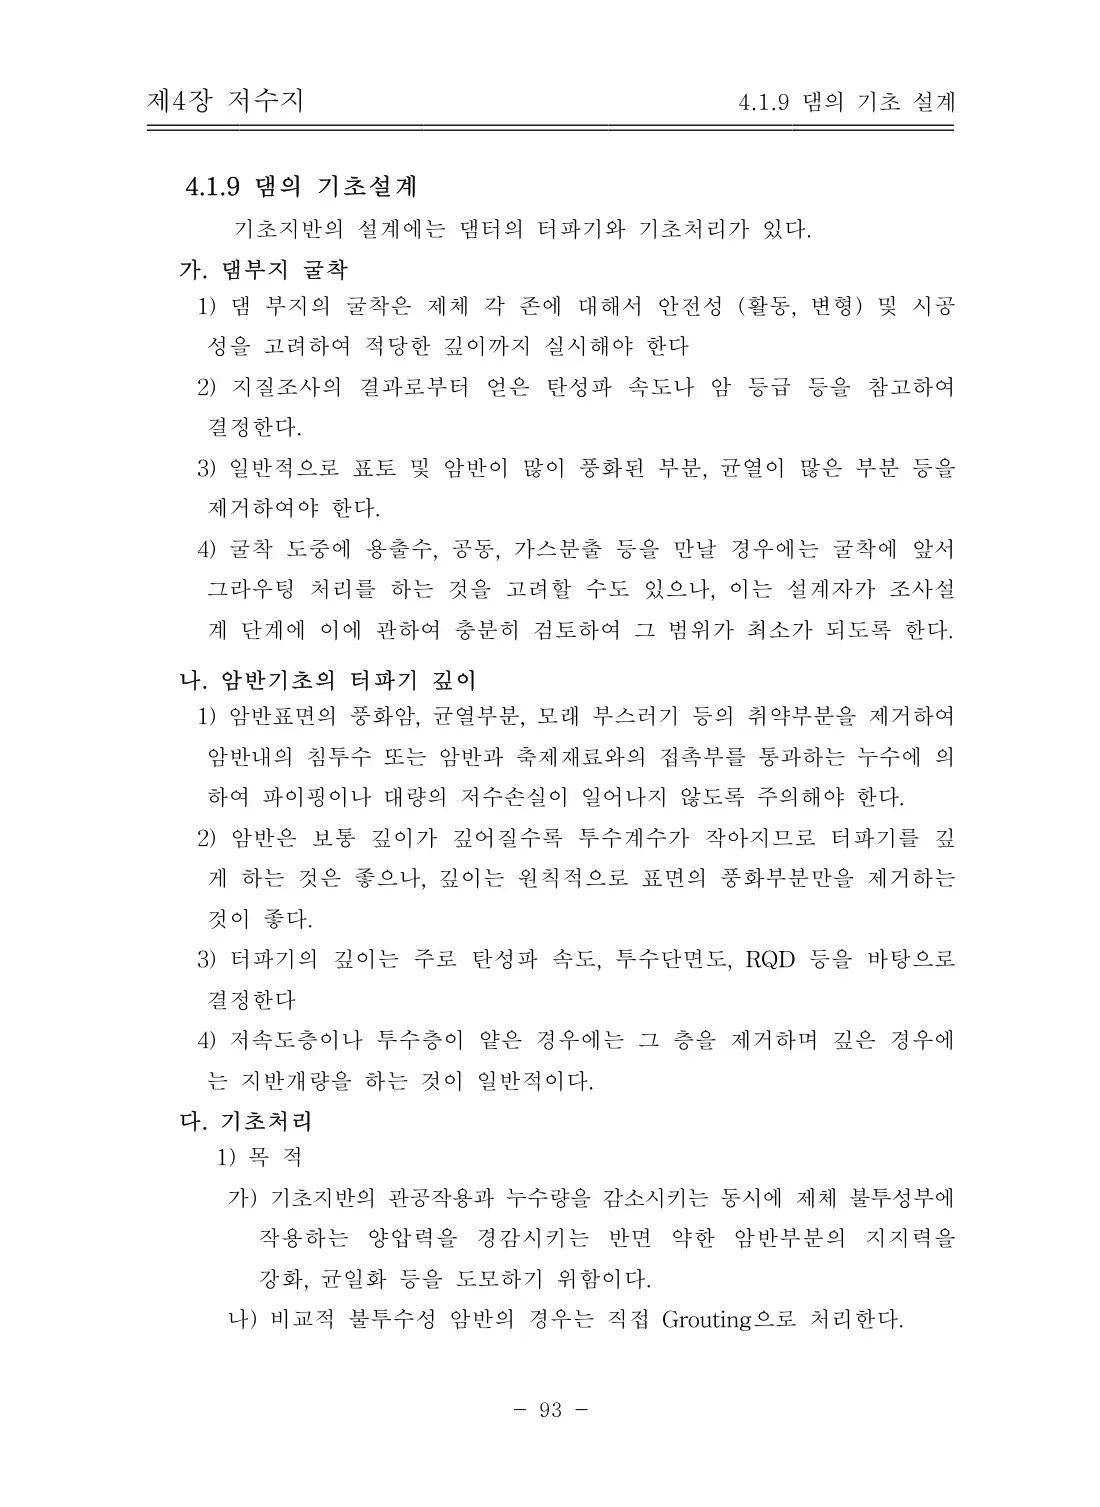 제4장 저수지
4.1.9 댐의 기초 설계
4.1.9 댐의 기초설계
기초지반의 설계에는 댐터의 터파기와 기초처리가 있다.
가. 댐부지 굴착
1) 댐 부지의 굴착은 제체 각 존에 대해서 안전성 (활동, 변형) 및 시공
성을 고려하여 적당한 깊이까지 실시해야 한다
2) 지질조사의 결과로부터 얻은 탄성파 속도나 암 등급 등을 참고하여
결정한다.
3) 일반적으로 표토 및 암반이 많이 풍화된 부분, 균열이 많은 부분 등을
제거하여야 한다.
4) 굴착 도중에 용출수, 공동, 가스분출 등을 만날 경우에는 굴착에 앞서
그라우팅 처리를 하는 것을 고려할 수도 있으나, 이는 설계자가 조사설
계 단계에 이에 관하여 충분히 검토하여 그 범위가 최소가 되도록 한다.
나. 암반기초의 터파기 깊이
1) 암반표면의 풍화암, 균열부분, 모래 부스러기 등의 취약부분을 제거하여
암반내의 침투수 또는 암반과 축제재료와의 접촉부를 통과하는 누수에 의
하여 파이핑이나 대량의 저수손실이 일어나지 않도록 주의해야 한다.
2) 암반은 보통 깊이가 깊어질수록 투수계수가 작아지므로 터파기를 깊
게 하는 것은 좋으나, 깊이는 원칙적으로 표면의 풍화부분만을 제거하는
것이 좋다.
3) 터파기의 깊이는 주로 탄성파 속도, 투수단면도, RQD 등을 바탕으로
결정한다
4) 저속도층이나 투수층이 얕은 경우에는 그 층을 제거하며 깊은 경우에
는 지반개량을 하는 것이 일반적이다.
다. 기초처리
1) 목 적
가) 기초지반의 관공작용과 누수량을 감소시키는 동시에 제체 불투성부에
작용하는 양압력을 경감시키는 반면 약한 암반부분의 지지력을
강화, 균일화 등을 도모하기 위함이다.
나) 비교적 불투수성 암반의 경우는 직접 Grouting으로 처리한다.
- 93 -